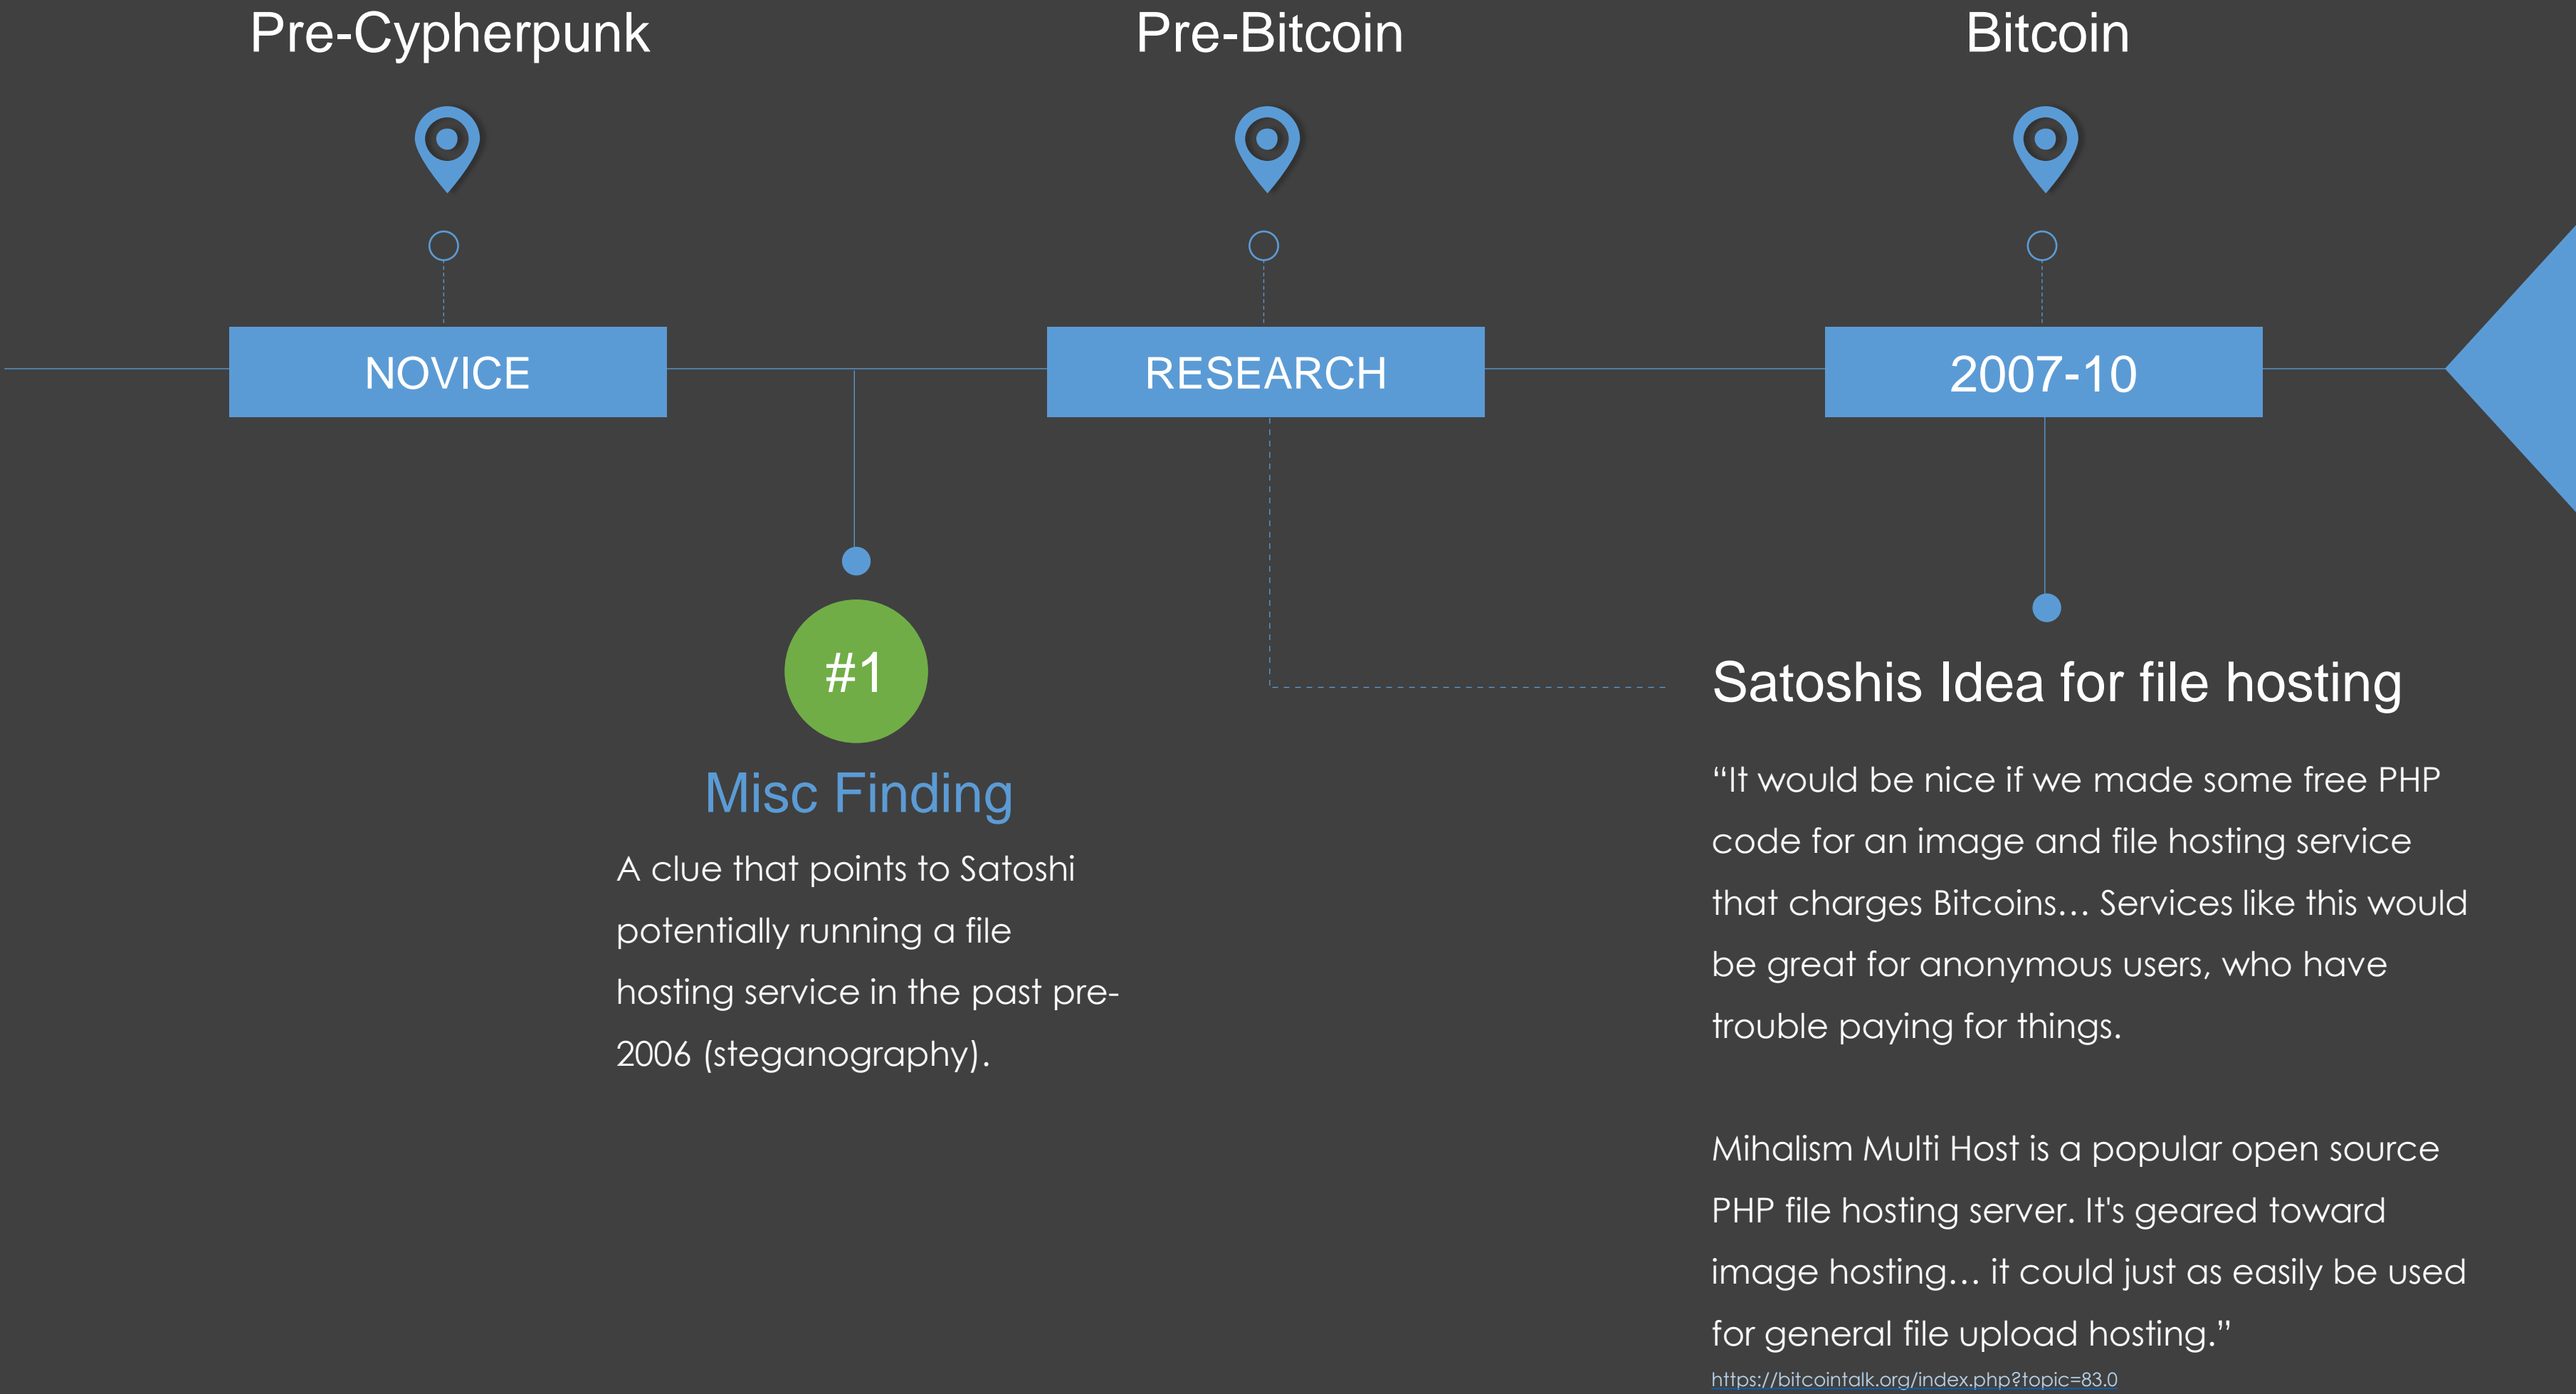 Pre-Cypherpunk
Pre-Bitcoin
Bitcoin
NOVICE
RESEARCH
2007-10
#1
Misc Finding
A clue that points to Satoshi
potentially running a file
hosting service in the past pre-
2006 (steganography).
Satoshis Idea for file hosting
“It would be nice if we made some free PHP
code for an image and file hosting service
that charges Bitcoins… Services like this would
be great for anonymous users, who have
trouble paying for things.
Mihalism Multi Host is a popular open source
PHP file hosting server. It's geared toward
image hosting… it could just as easily be used
for general file upload hosting.”
https://bitcointalk.org/index.php?topic=83.0